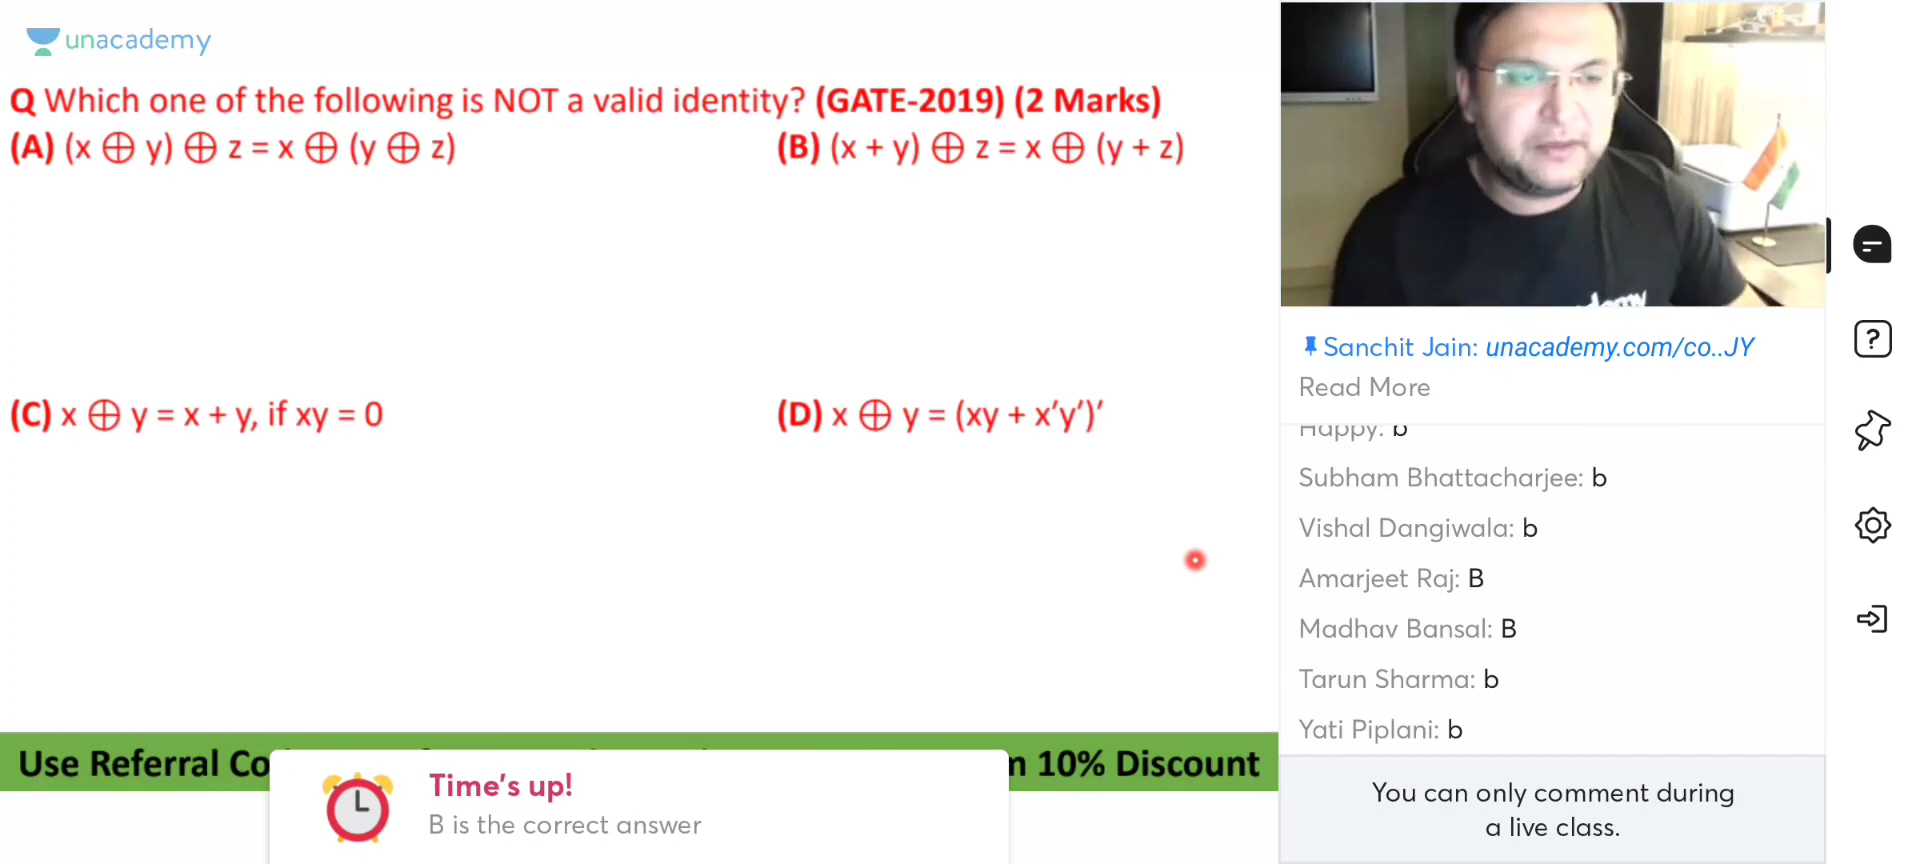 unacademy
Q Which one of the following is NOT a valid identity? (GATE-2019) (2 Marks)
(A) (x ⊕ y) ⊕ z = x ⊕ (y ⊕ z)
(B) (x + y) ⊕ z = x ⊕ (y + z)
(C) x ⊕ y = x + y, if xy = 0
(D) x ⊕ y = (xy + x′y′)′
Use Referral
10% Discount
Time's up!
B is the correct answer
Sanchit Jain: unacademy.com/co..JY
Read More
Happy: b
Subham Bhattacharjee: b
Vishal Dangiwala: b
Amarjeet Raj: B
Madhav Bansal: B
Tarun Sharma: b
Yati Piplani: b
You can only comment during
a live class.
?